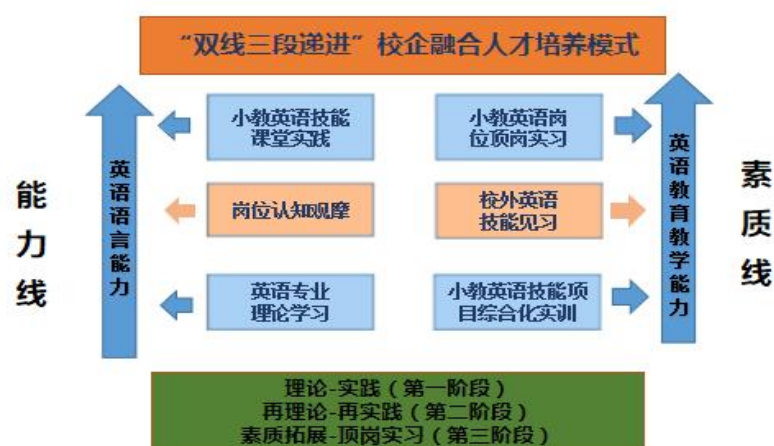 “双线三段递进”校企融合人才培养模式
能力线
英语语言能力
小教英语技能
课堂实践
小教英语岗
位顶岗实习
岗位认知观摩
校外英语
技能见习
英语专业
理论学习
小教英语技能项
目综合化实训
英语教育教学能力
素质线
理论-实践（第一阶段）
再理论-再实践（第二阶段）
素质拓展-顶岗实习（第三阶段）